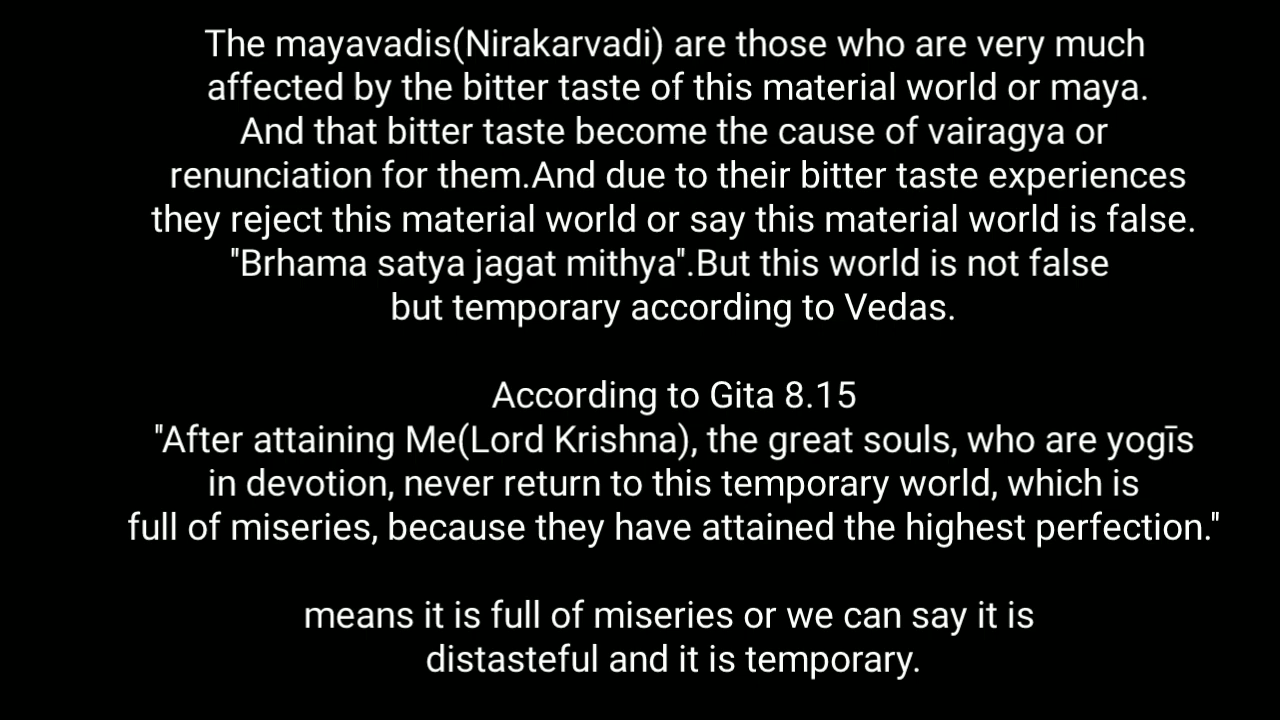 The mayavadis(Nirakarvadi) are those who are very much
affected by the bitter taste of this material world or maya.
And that bitter taste become the cause of vairagya or
renunciation for them.And due to their bitter taste experiences
they reject this material world or say this material world is false.
"Brhama satya jagat mithya".But this world is not false
but temporary according to Vedas.
According to Gita 8.15
"After attaining Me(Lord Krishna), the great souls, who are yogīs
in devotion, never return to this temporary world, which is
full of miseries, because they have attained the highest perfection."
means it is full of miseries or we can say it is
distasteful and it is temporary.